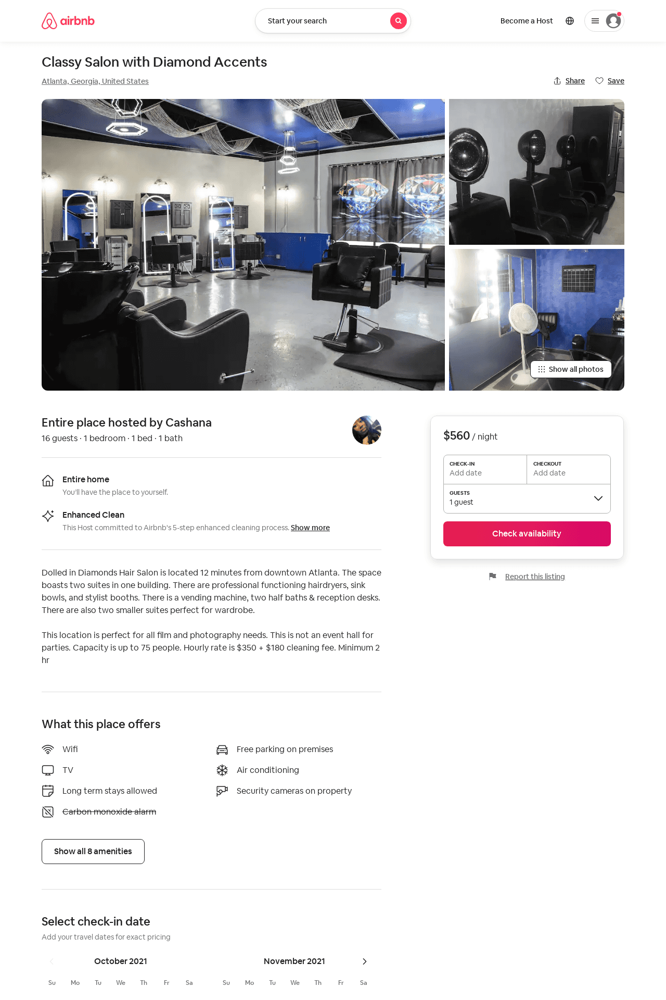 airbnb
Start your search
Become a Host
Classy Salon with Diamond Accents
Atlanta, Georgia, United States
Share
Save
Show all photos
Entire place hosted by Cashana
16 guests · 1 bedroom · 1 bed · 1 bath
Entire home
You'll have the place to yourself.
Enhanced Clean
This Host committed to Airbnb's 5-step enhanced cleaning process. Show more
$560 / night
CHECK-IN
Add date
CHECKOUT
Add date
GUESTS
1 guest
Check availability
Report this listing
Dolled in Diamonds Hair Salon is located 12 minutes from downtown Atlanta. The space
boasts two suites in one building. There are professional functioning hairdryers, sink
bowls, and stylist booths. There is a vending machine, two half baths & reception desks.
There are also two smaller suites perfect for wardrobe.
This location is perfect for all film and photography needs. This is not an event hall for
parties. Capacity is up to 75 people. Hourly rate is $350 + $180 cleaning fee. Minimum 2
hr
What this place offers
Wifi
Free parking on premises
TV
Air conditioning
Long term stays allowed
Security cameras on property
Carbon monoxide alarm
Show all 8 amenities
Select check-in date
Add your travel dates for exact pricing
October 2021
November 2021
Su Mo Tu We Th Fr Sa
Su Mo Tu We Th Fr Sa